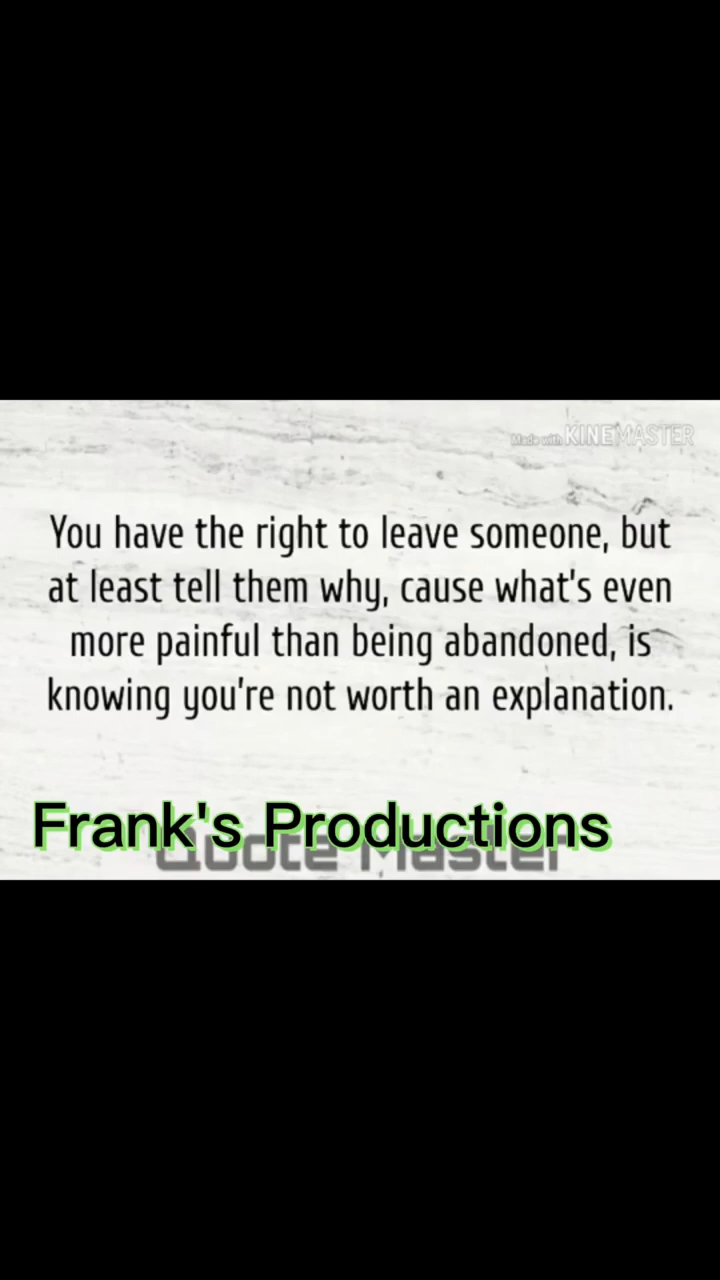 Made with KINEMASTER
You have the right to leave someone, but
at least tell them why, cause what's even
more painful than being abandoned, is
knowing you're not worth an explanation.
Frank's Productions
Quote Master